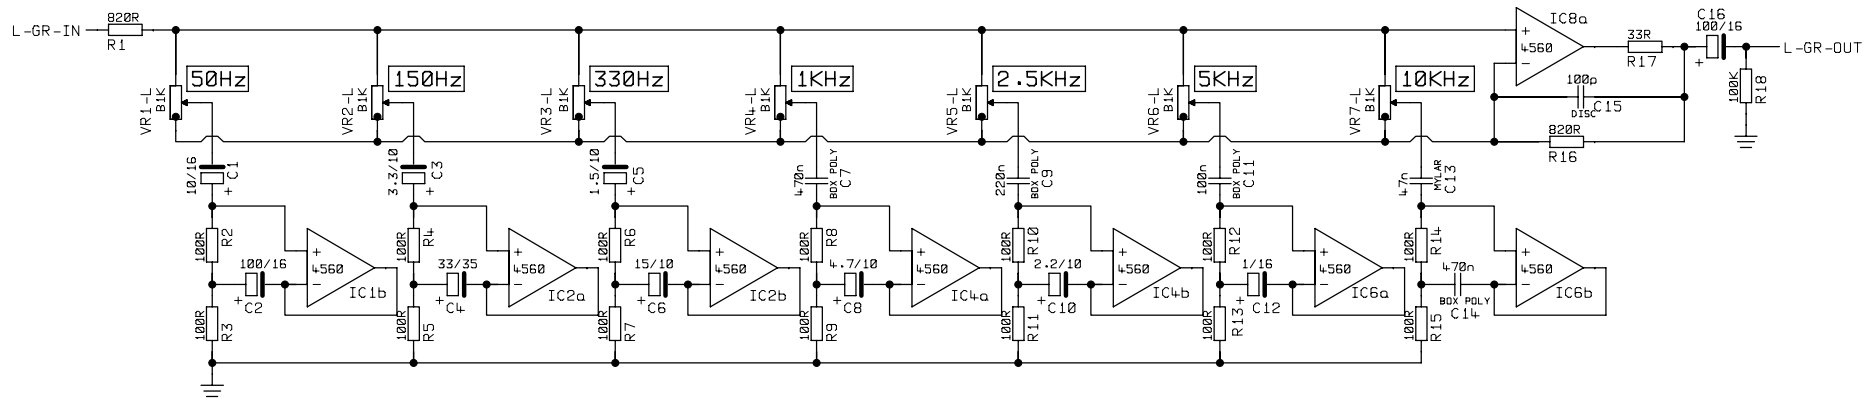 L-GR-IN
820R
R1
50Hz
VR1-L
B1K
150Hz
VR2-L
B1K
330Hz
VR3-L
B1K
1KHz
VR4-L
B1K
2.5KHz
VR5-L
B1K
5KHz
VR6-L
B1K
10KHz
VR7-L
B1K
IC8a
+
4560
−
33R
R17
C16
100/16
+
L-GR-OUT
100K
R18
100p
C15
DISC
820R
R16
10/16
+ C1
3.3/10
+ C3
1.5/10
+ C5
470n
BOX POLY
C7
220n
BOX POLY
C9
100n
BOX POLY
C11
47n
MYLAR
C13
100R
R2
100/16
+ C2
+
4560
−
IC1b
100R
R3
100R
R4
33/35
+ C4
+
4560
−
IC2a
100R
R5
100R
R6
15/10
+ C6
+
4560
−
IC2b
100R
R7
100R
R8
4.7/10
+ C8
+
4560
−
IC4a
100R
R9
100R
R10
2.2/10
+ C10
+
4560
−
IC4b
100R
R11
100R
R12
1/16
+ C12
+
4560
−
IC6a
100R
R13
100R
R14
470n
BOX POLY
C14
+
4560
−
IC6b
100R
R15